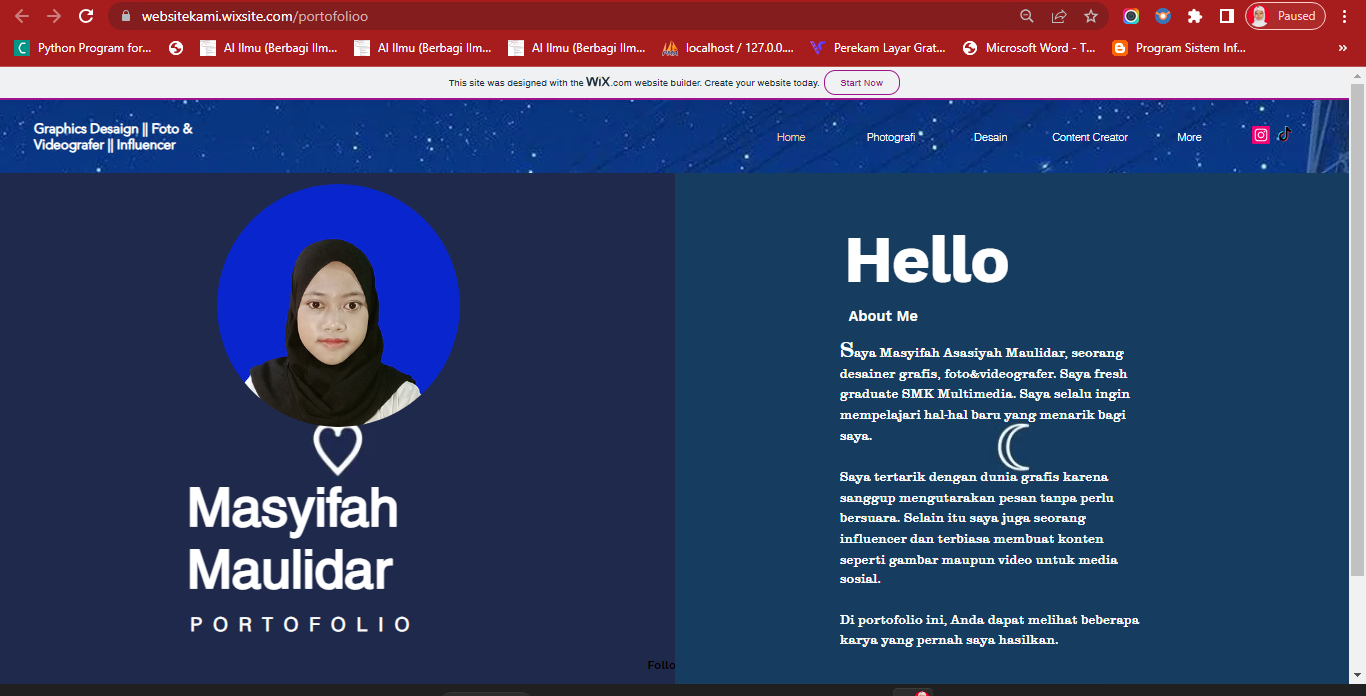 websitekami.wixsite.com/portofolioo
Paused
Python Program for...
AI Ilmu (Berbagi Ilm...
AI Ilmu (Berbagi Ilm...
AI Ilmu (Berbagi Ilm...
localhost / 127.0.0....
Perekam Layar Grat...
Microsoft Word - T...
Program Sistem Inf...
»
This site was designed with the WiX.com website builder. Create your website today.
Start Now
Graphics Desaign || Foto &
Videografer || Influencer
Home
Photografi
Desain
Content Creator
More
Hello
About Me
Saya Masyifah Asasiyah Maulidar, seorang
desainer grafis, foto&videografer. Saya fresh
graduate SMK Multimedia. Saya selalu ingin
mempelajari hal-hal baru yang menarik bagi
saya.
Saya tertarik dengan dunia grafis karena
sanggup mengutarakan pesan tanpa perlu
bersuara. Selain itu saya juga seorang
influencer dan terbiasa membuat konten
seperti gambar maupun video untuk media
sosial.
Di portofolio ini, Anda dapat melihat beberapa
karya yang pernah saya hasilkan.
Masyifah
Maulidar
PORTOFOLIO
Follo